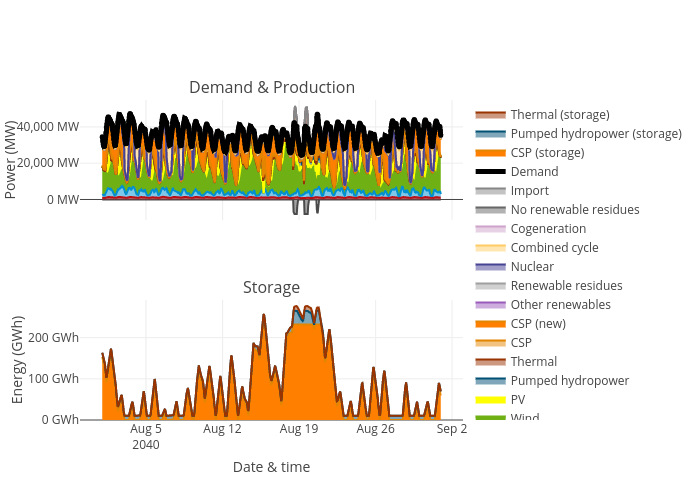 Demand & Production
Power (MW)
40,000 MW
20,000 MW
0 MW
Storage
Energy (GWh)
200 GWh
100 GWh
0 GWh
Aug 5
2040
Aug 12
Aug 19
Aug 26
Sep 2
Date & time
Thermal (storage)
Pumped hydropower (storage)
CSP (storage)
Demand
Import
No renewable residues
Cogeneration
Combined cycle
Nuclear
Renewable residues
Other renewables
CSP (new)
CSP
Thermal
Pumped hydropower
PV
Wind